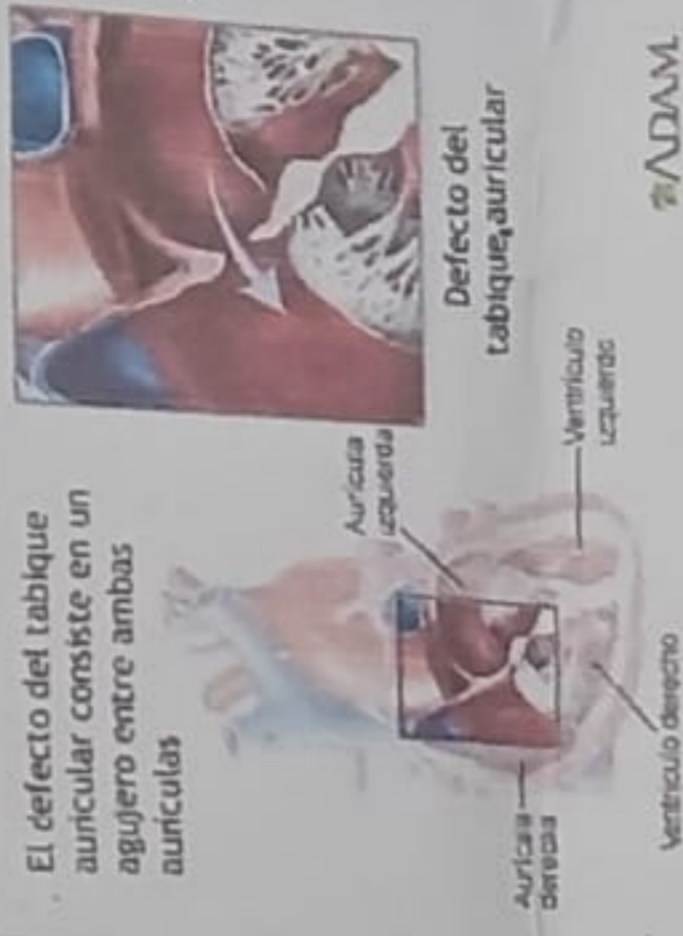 El defecto del tabique
auricular consiste en un
agujero entre ambas
aurículas
Defecto del
tabique auricular
Aurícula
izquierda
Ventrículo
izquierdo
Aurícula
derecha
Ventrículo derecho
ADAM.